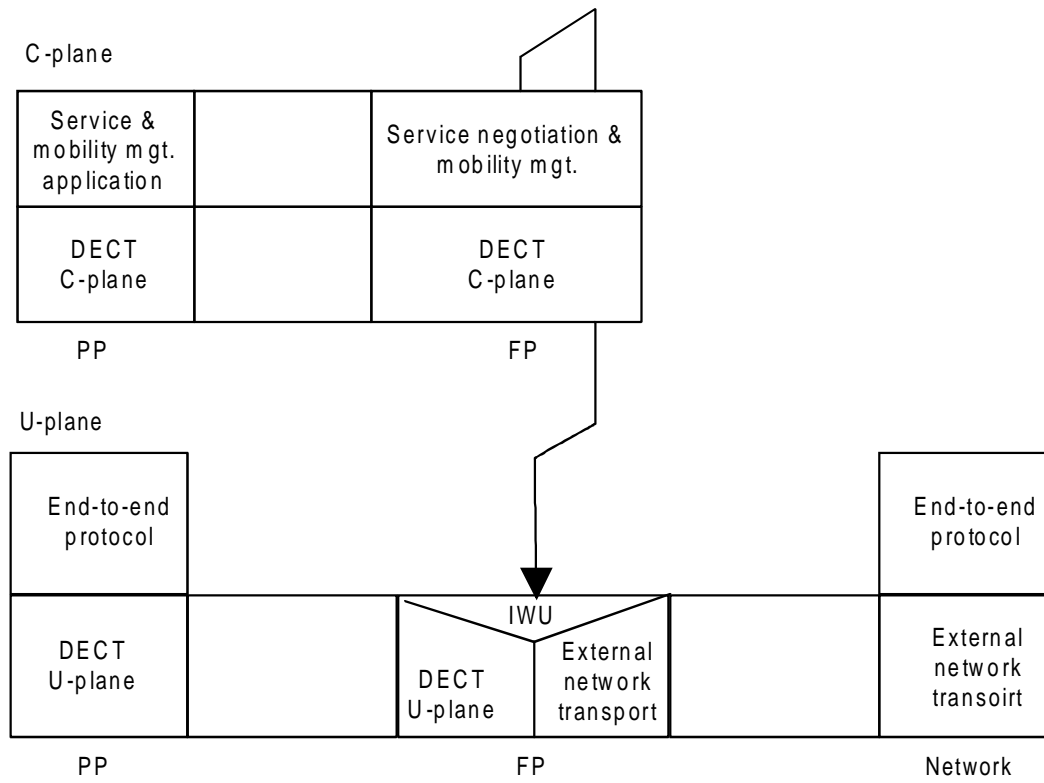 C-plane
Service &
mobility mgt.
application
Service negotiation &
mobility mgt.
DECT
C-plane
DECT
C-plane
PP
FP
U-plane
End-to-end
protocol
End-to-end
protocol
IWU
DECT
U-plane
DECT
U-plane
External
network
transport
External
network
transoirt
PP
FP
Network